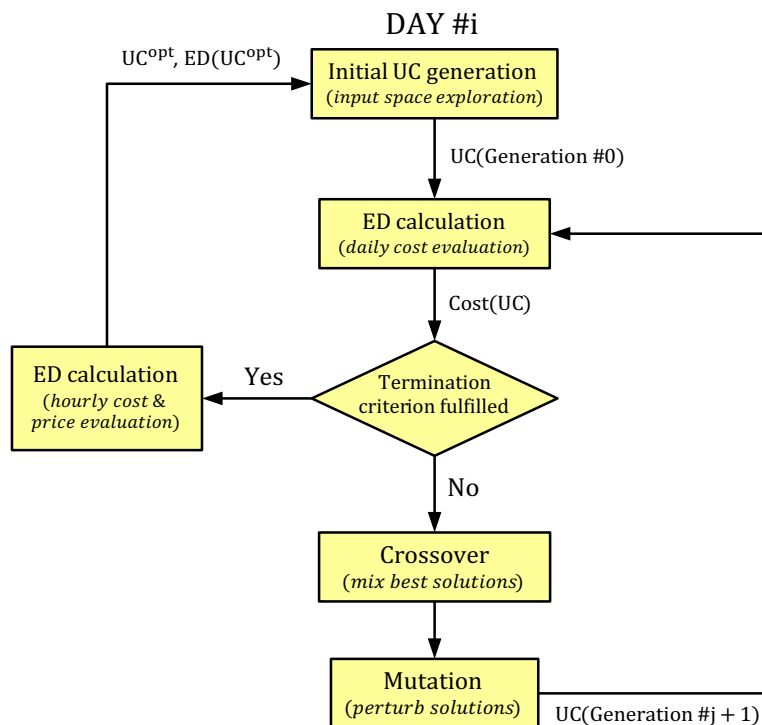 DAY #i
UC^opt, ED(UC^opt)
Initial UC generation
(input space exploration)
UC(Generation #0)
ED calculation
(daily cost evaluation)
Cost(UC)
ED calculation
(hourly cost &
price evaluation)
Yes
Termination
criterion fulfilled
No
Crossover
(mix best solutions)
Mutation
(perturb solutions)
UC(Generation #j + 1)